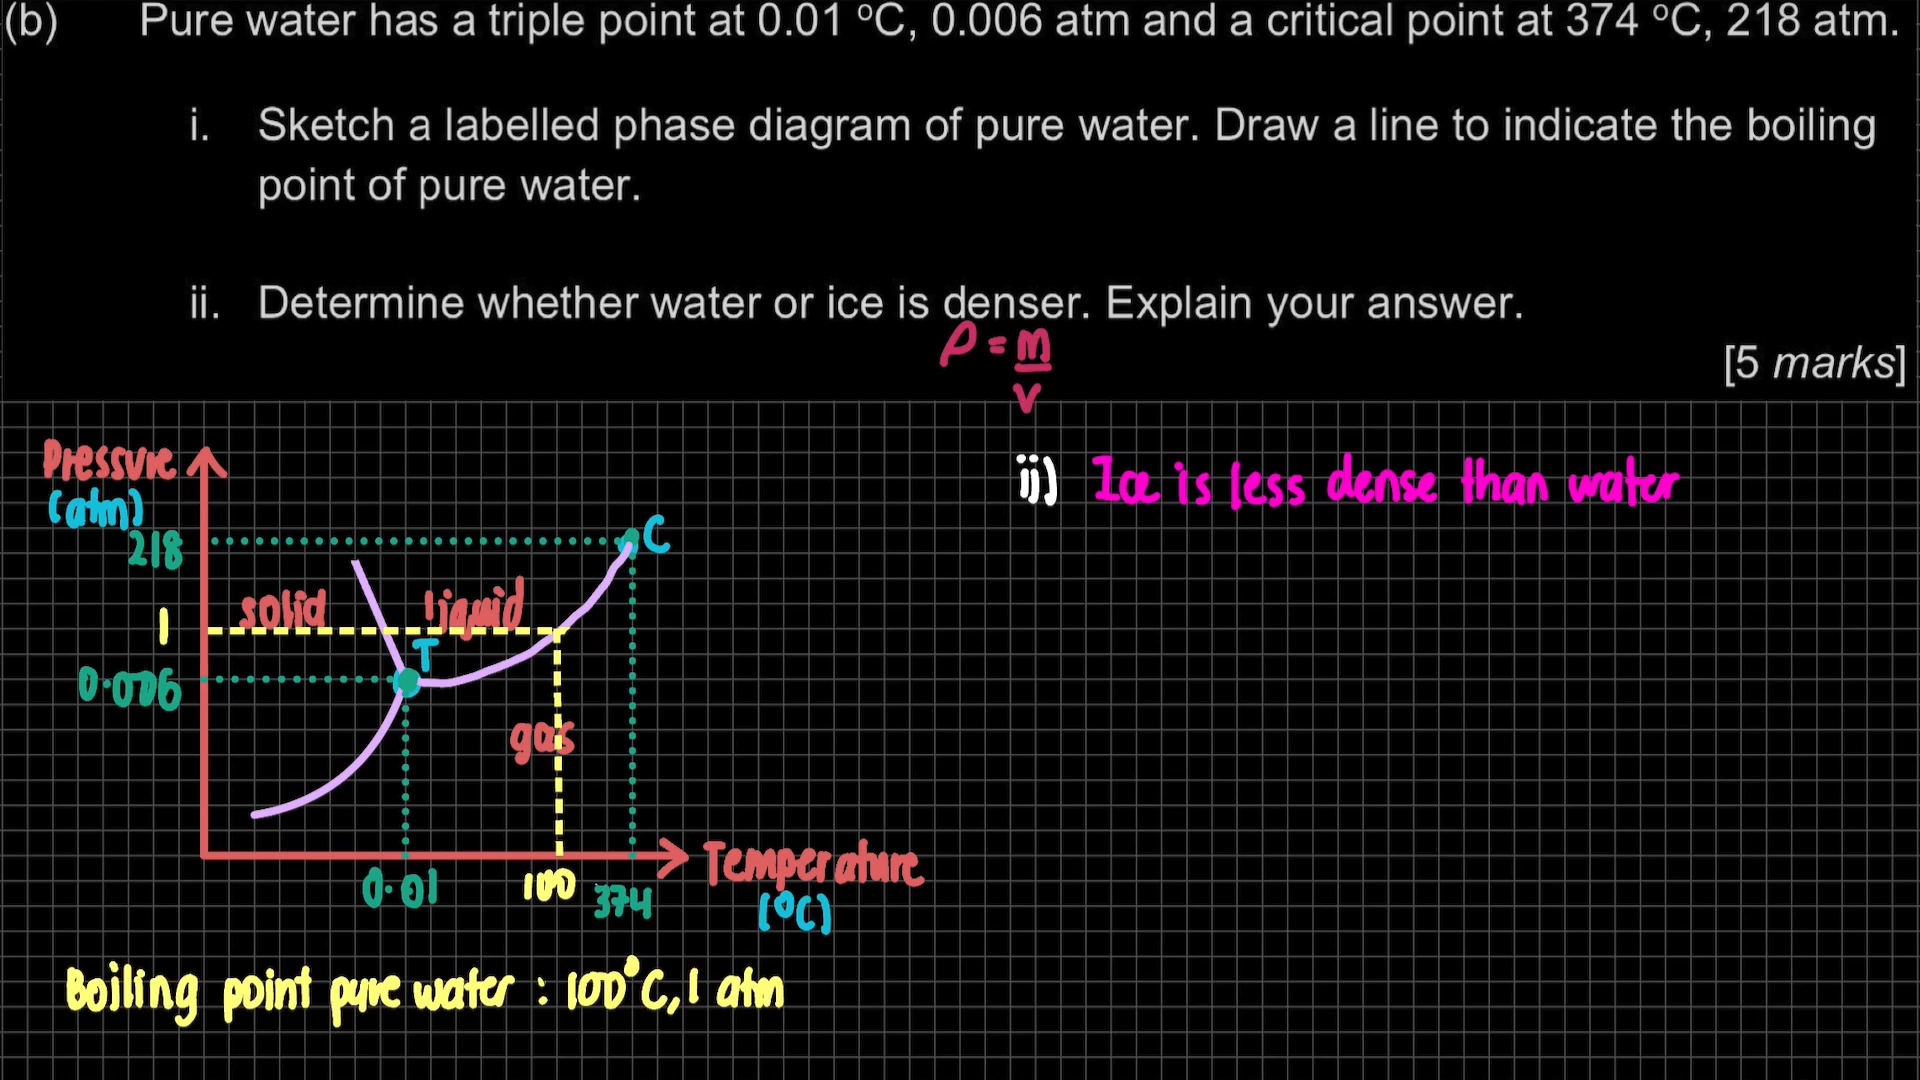 (b) Pure water has a triple point at 0.01 °C, 0.006 atm and a critical point at 374 °C, 218 atm.
i. Sketch a labelled phase diagram of pure water. Draw a line to indicate the boiling
point of pure water.
ii. Determine whether water or ice is denser. Explain your answer.
ρ = m
v
[5 marks]
Pressure
(atm)
218
1
0.006
solid
liquid
gas
T
C
0.01
100
374
Temperature
(°C)
Boiling point pure water : 100°C, 1 atm
ii) Ice is less dense than water